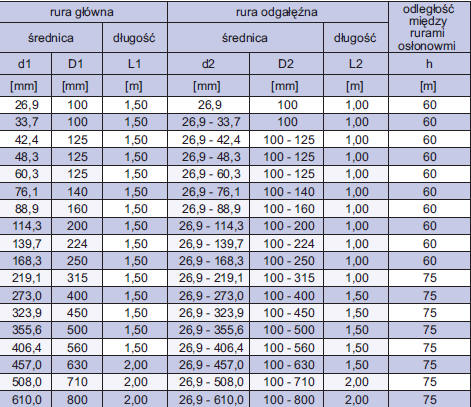 rura główna rura odgałęźna odległość
między
rurami
osłonowmi
średnica długość średnica długość
d1 D1 L1 d2 D2 L2 h
[mm] [mm] [m] [mm] [mm] [m] [m]
26,9 100 1,50 26,9 100 1,00 60
33,7 100 1,50 26,9 - 33,7 100 1,00 60
42,4 125 1,50 26,9 - 42,4 100 - 125 1,00 60
48,3 125 1,50 26,9 - 48,3 100 - 125 1,00 60
60,3 125 1,50 26,9 - 60,3 100 - 125 1,00 60
76,1 140 1,50 26,9 - 76,1 100 - 140 1,00 60
88,9 160 1,50 26,9 - 88,9 100 - 160 1,00 60
114,3 200 1,50 26,9 - 114,3 100 - 200 1,00 60
139,7 224 1,50 26,9 - 139,7 100 - 224 1,00 60
168,3 250 1,50 26,9 - 168,3 100 - 250 1,00 60
219,1 315 1,50 26,9 - 219,1 100 - 315 1,00 75
273,0 400 1,50 26,9 - 273,0 100 - 400 1,50 75
323,9 450 1,50 26,9 - 323,9 100 - 450 1,50 75
355,6 500 1,50 26,9 - 355,6 100 - 500 1,50 75
406,4 560 1,50 26,9 - 406,4 100 - 560 1,50 75
457,0 630 2,00 26,9 - 457,0 100 - 630 1,50 75
508,0 710 2,00 26,9 - 508,0 100 - 710 2,00 75
610,0 800 2,00 26,9 - 610,0 100 - 800 2,00 75